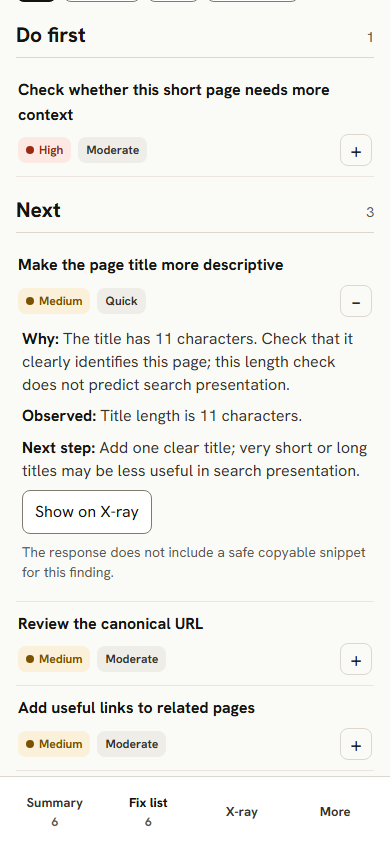 Do first
1
Check whether this short page needs more
context
High
Moderate
+
Next
3
Make the page title more descriptive
Medium
Quick
−
Why: The title has 11 characters. Check that it
clearly identifies this page; this length check
does not predict search presentation.
Observed: Title length is 11 characters.
Next step: Add one clear title; very short or long
titles may be less useful in search presentation.
Show on X-ray
The response does not include a safe copyable snippet
for this finding.
Review the canonical URL
Medium
Moderate
+
Add useful links to related pages
Medium
Moderate
+
Summary
6
Fix list
6
X-ray
More